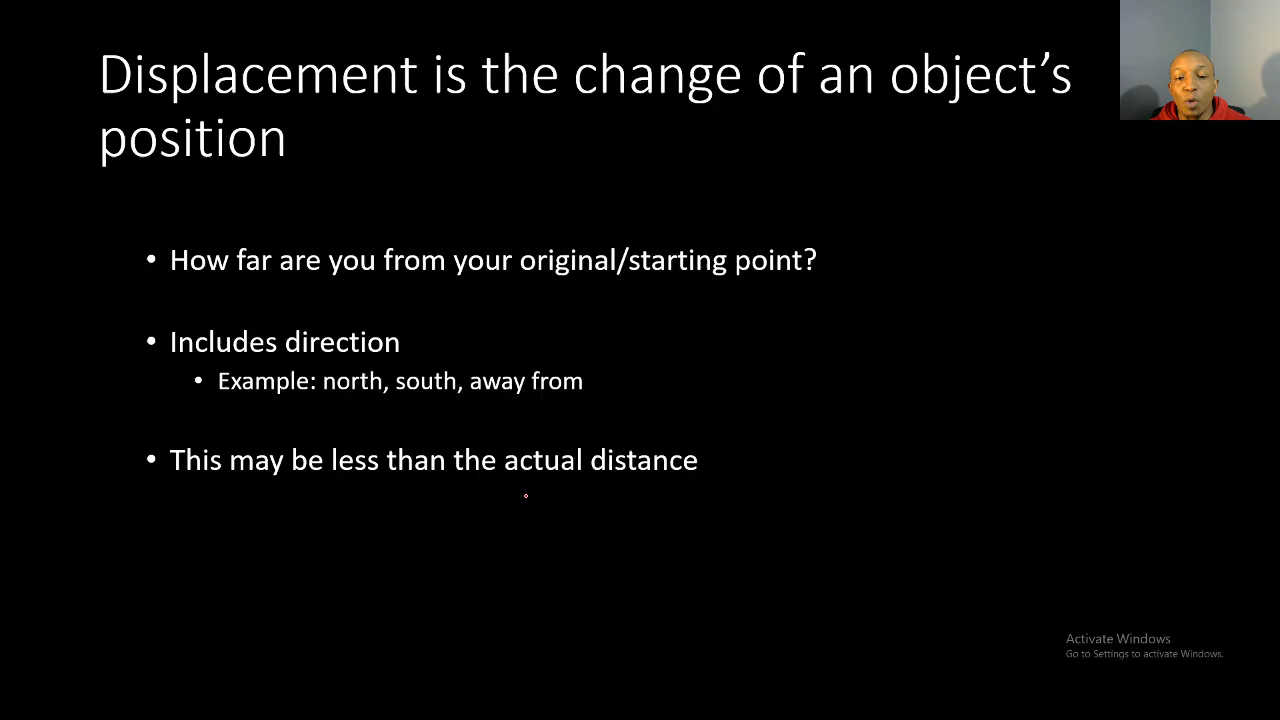 Displacement is the change of an object’s
position
• How far are you from your original/starting point?
• Includes direction
• Example: north, south, away from
• This may be less than the actual distance
Activate Windows
Go to Settings to activate Windows.